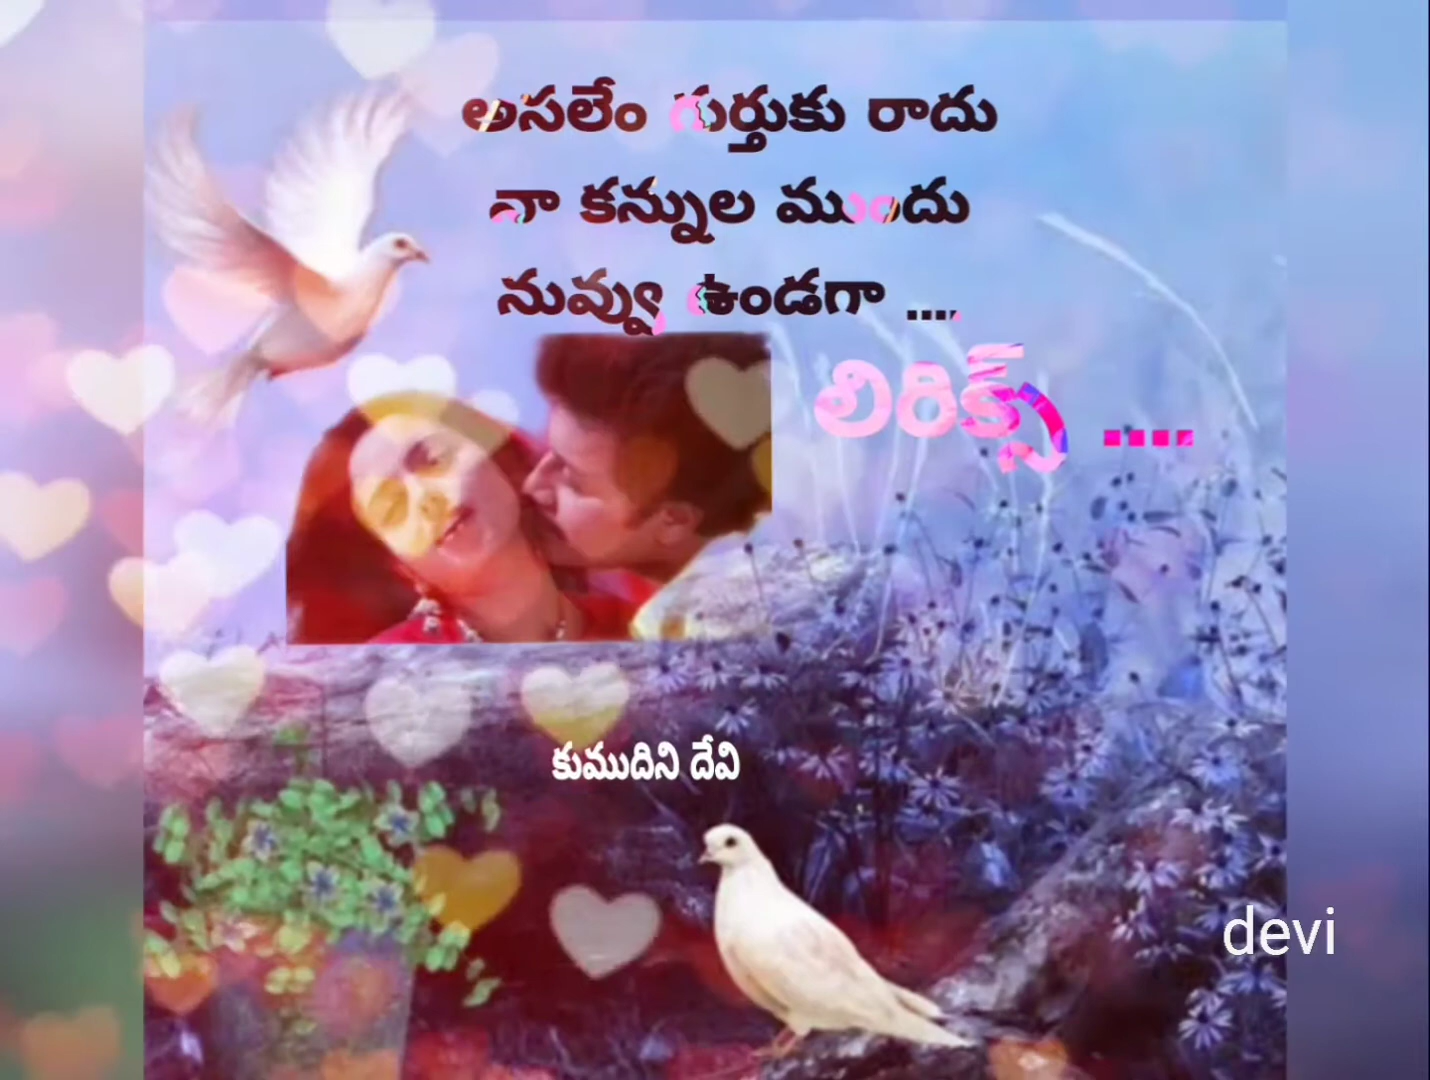 అసలేం గుర్తుకు రాదు
నా కన్నుల ముందు
నువ్వు ఉండగా ....
లిరిక్స్ ....
కుముదిని దేవి
devi